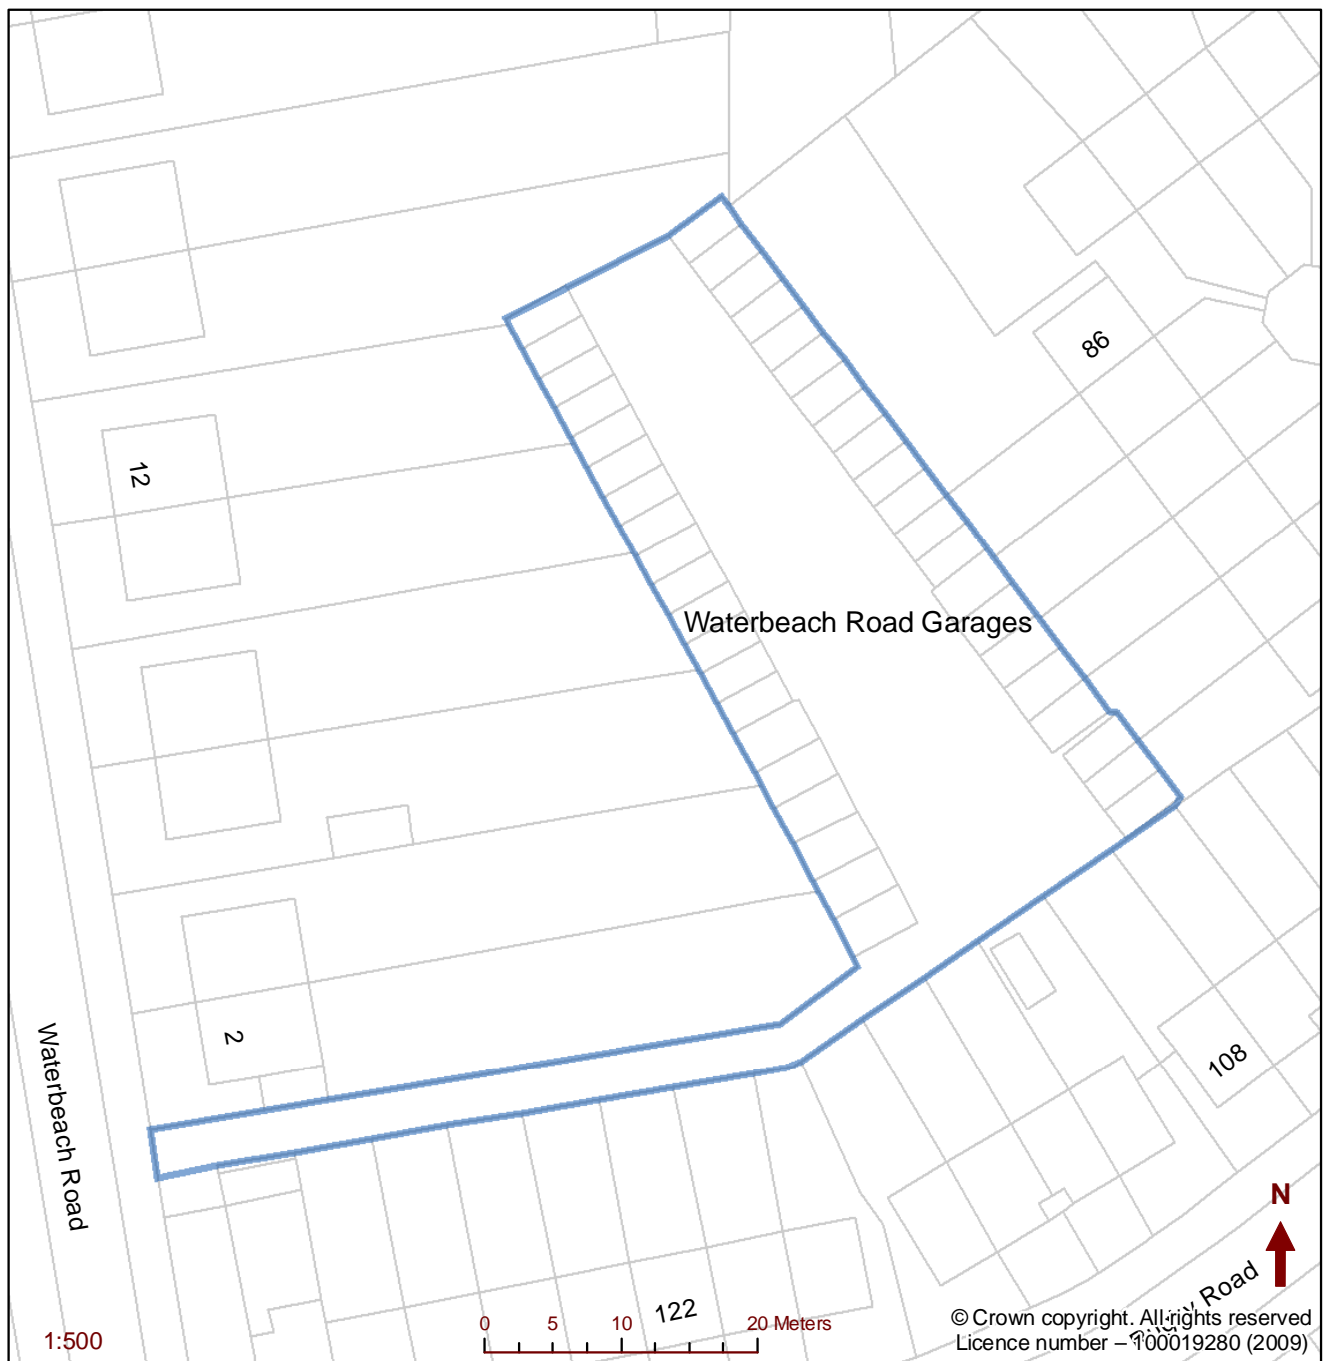 86
12
Waterbeach Road Garages
2
Waterbeach Road
108
N
Road
122
0 5 10 20 Meters
1:500
© Crown copyright. All rights reserved
Licence number – 100019280 (2009)